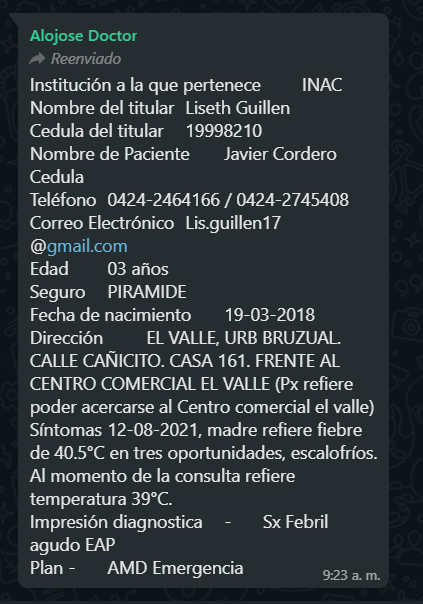 Alojose Doctor
Reenviado
Institución a la que pertenece INAC
Nombre del titular Liseth Guillen
Cedula del titular 19998210
Nombre de Paciente Javier Cordero
Cedula
Teléfono 0424-2464166 / 0424-2745408
Correo Electrónico Lis.guillen17
@gmail.com
Edad 03 años
Seguro PIRAMIDE
Fecha de nacimiento 19-03-2018
Dirección EL VALLE, URB BRUZUAL.
CALLE CAÑICITO. CASA 161. FRENTE AL
CENTRO COMERCIAL EL VALLE (Px refiere
poder acercarse al Centro comercial el valle)
Síntomas 12-08-2021, madre refiere fiebre
de 40.5°C en tres oportunidades, escalofríos.
Al momento de la consulta refiere
temperatura 39°C.
Impresión diagnostica - Sx Febril
agudo EAP
Plan - AMD Emergencia
9:23 a. m.